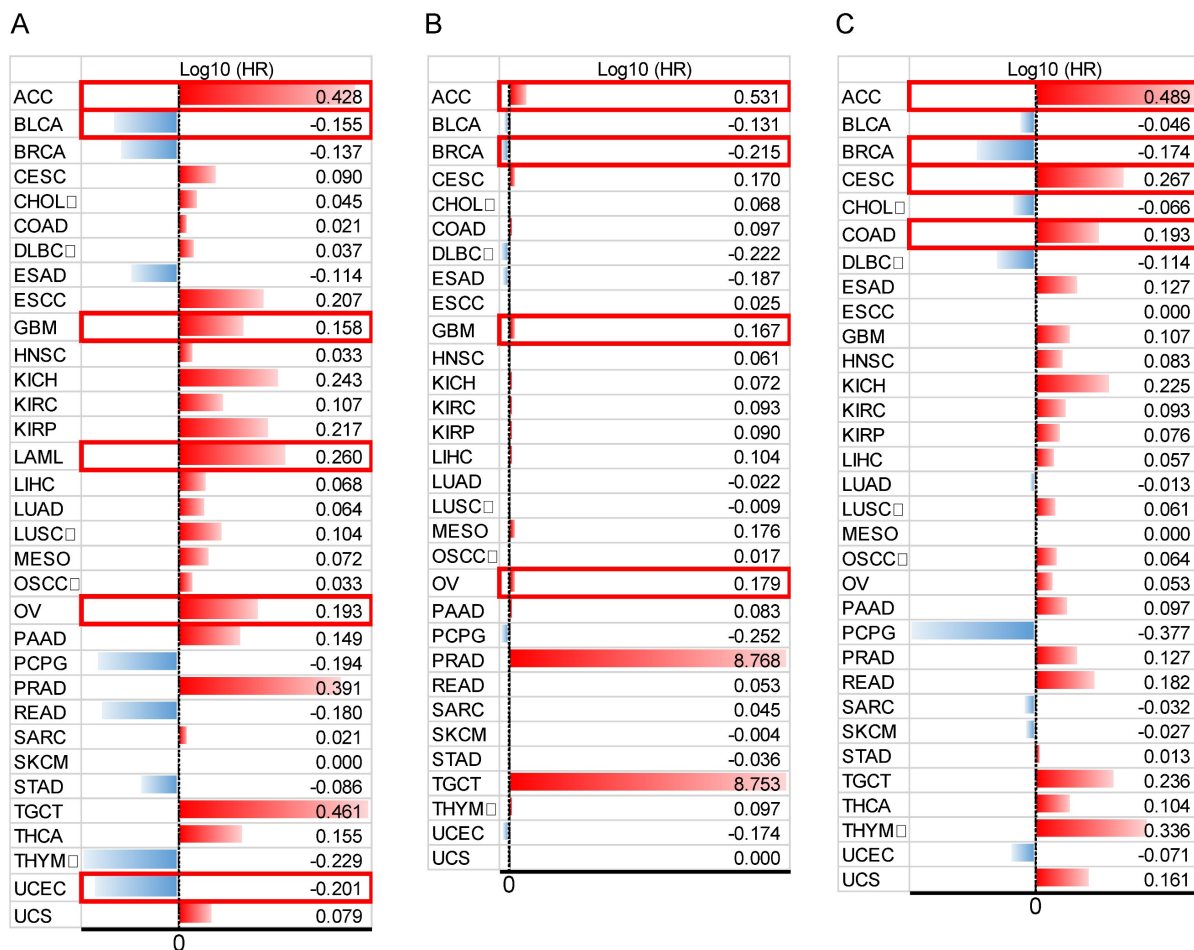 A
Log10 (HR)
ACC 0.428
BLCA -0.155
BRCA -0.137
CESC 0.090
CHOL□ 0.045
COAD 0.021
DLBC□ 0.037
ESAD -0.114
ESCC 0.207
GBM 0.158
HNSC 0.033
KICH 0.243
KIRC 0.107
KIRP 0.217
LAML 0.260
LIHC 0.068
LUAD 0.064
LUSC□ 0.104
MESO 0.072
OSCC□ 0.033
OV 0.193
PAAD 0.149
PCPG -0.194
PRAD 0.391
READ -0.180
SARC 0.021
SKCM 0.000
STAD -0.086
TGCT 0.461
THCA 0.155
THYM□ -0.229
UCEC -0.201
UCS 0.079
0
B
Log10 (HR)
ACC 0.531
BLCA -0.131
BRCA -0.215
CESC 0.170
CHOL□ 0.068
COAD 0.097
DLBC□ -0.222
ESAD -0.187
ESCC 0.025
GBM 0.167
HNSC 0.061
KICH 0.072
KIRC 0.093
KIRP 0.090
LIHC 0.104
LUAD -0.022
LUSC□ -0.009
MESO 0.176
OSCC□ 0.017
OV 0.179
PAAD 0.083
PCPG -0.252
PRAD 8.768
READ 0.053
SARC 0.045
SKCM -0.004
STAD -0.036
TGCT 8.753
THYM□ 0.097
UCEC -0.174
UCS 0.000
0
C
Log10 (HR)
ACC 0.489
BLCA -0.046
BRCA -0.174
CESC 0.267
CHOL□ -0.066
COAD 0.193
DLBC□ -0.114
ESAD 0.127
ESCC 0.000
GBM 0.107
HNSC 0.083
KICH 0.225
KIRC 0.093
KIRP 0.076
LIHC 0.057
LUAD -0.013
LUSC□ 0.061
MESO 0.000
OSCC□ 0.064
OV 0.053
PAAD 0.097
PCPG -0.377
PRAD 0.127
READ 0.182
SARC -0.032
SKCM -0.027
STAD 0.013
TGCT 0.236
THCA 0.104
THYM□ 0.336
UCEC -0.071
UCS 0.161
0